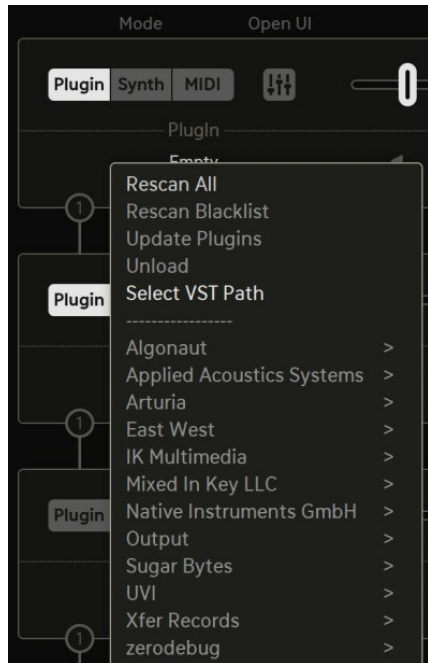 Mode Open UI
Plugin Synth MIDI
PlugIn
Empty
Rescan All
1
Rescan Blacklist
Update Plugins
Unload
Plugin
Select VST Path
-----------------
Algonaut >
Applied Acoustics Systems >
Arturia >
1
East West >
IK Multimedia >
Mixed In Key LLC >
Plugin
Native Instruments GmbH >
Output >
Sugar Bytes >
UVI >
Xfer Records >
1
zerodebug >